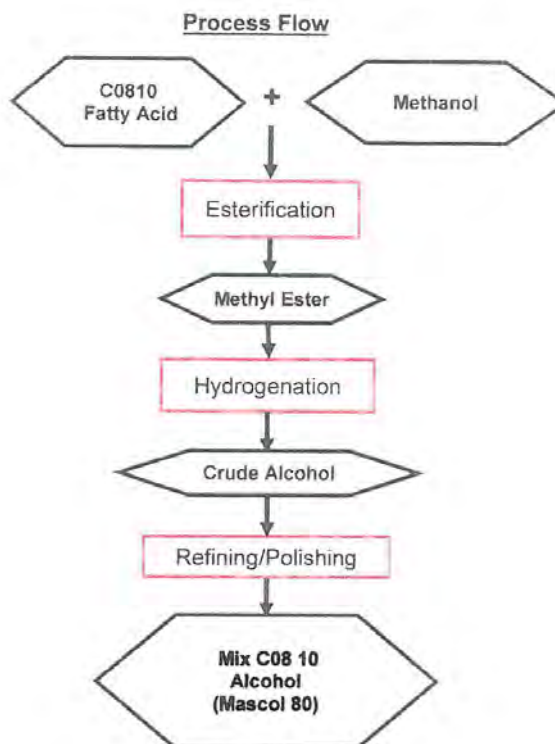 Process Flow
C0810
Fatty Acid
+
Methanol
Esterification
Methyl Ester
Hydrogenation
Crude Alcohol
Refining/Polishing
Mix C08 10
Alcohol
(Mascol 80)